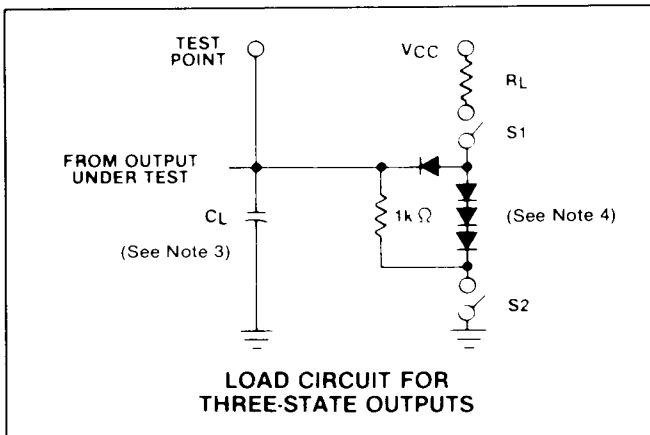 TEST
POINT
VCC
RL
S1
FROM OUTPUT
UNDER TEST
CL
1k Ω
(See Note 4)
(See Note 3)
S2
LOAD CIRCUIT FOR
THREE-STATE OUTPUTS